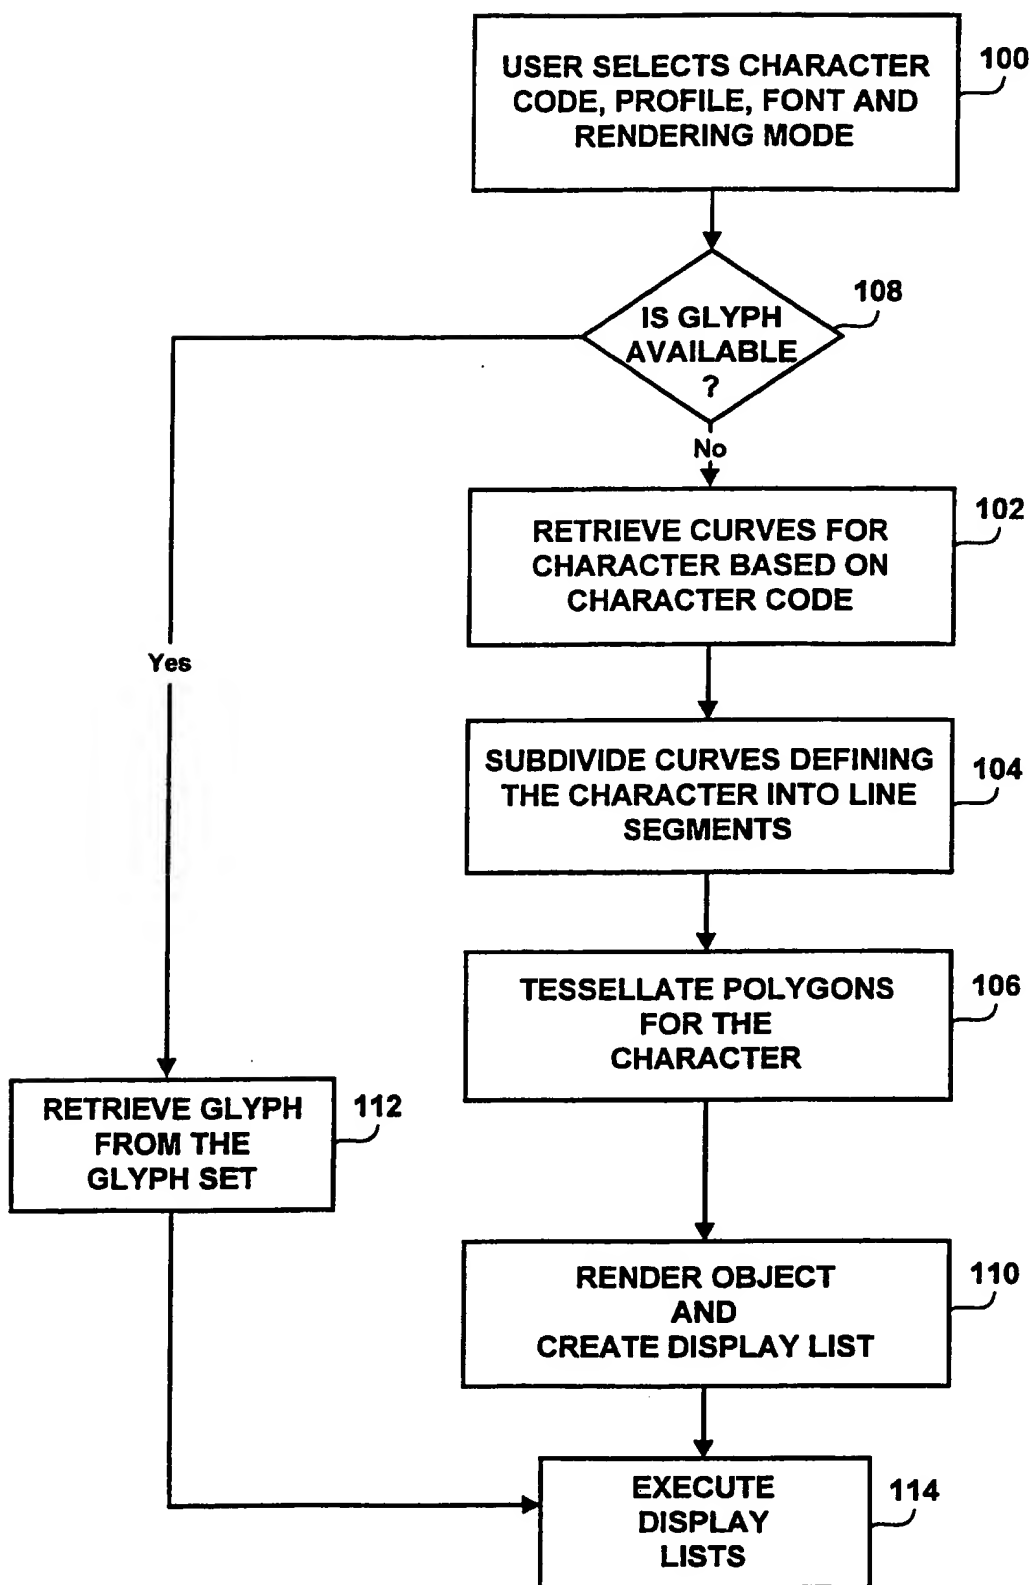 USER SELECTS CHARACTER
CODE, PROFILE, FONT AND
RENDERING MODE
100
IS GLYPH
AVAILABLE
?
108
No
RETRIEVE CURVES FOR
CHARACTER BASED ON
CHARACTER CODE
102
Yes
SUBDIVIDE CURVES DEFINING
THE CHARACTER INTO LINE
SEGMENTS
104
TESSELLATE POLYGONS
FOR THE
CHARACTER
106
RETRIEVE GLYPH
FROM THE
GLYPH SET
112
RENDER OBJECT
AND
CREATE DISPLAY LIST
110
EXECUTE
DISPLAY
LISTS
114